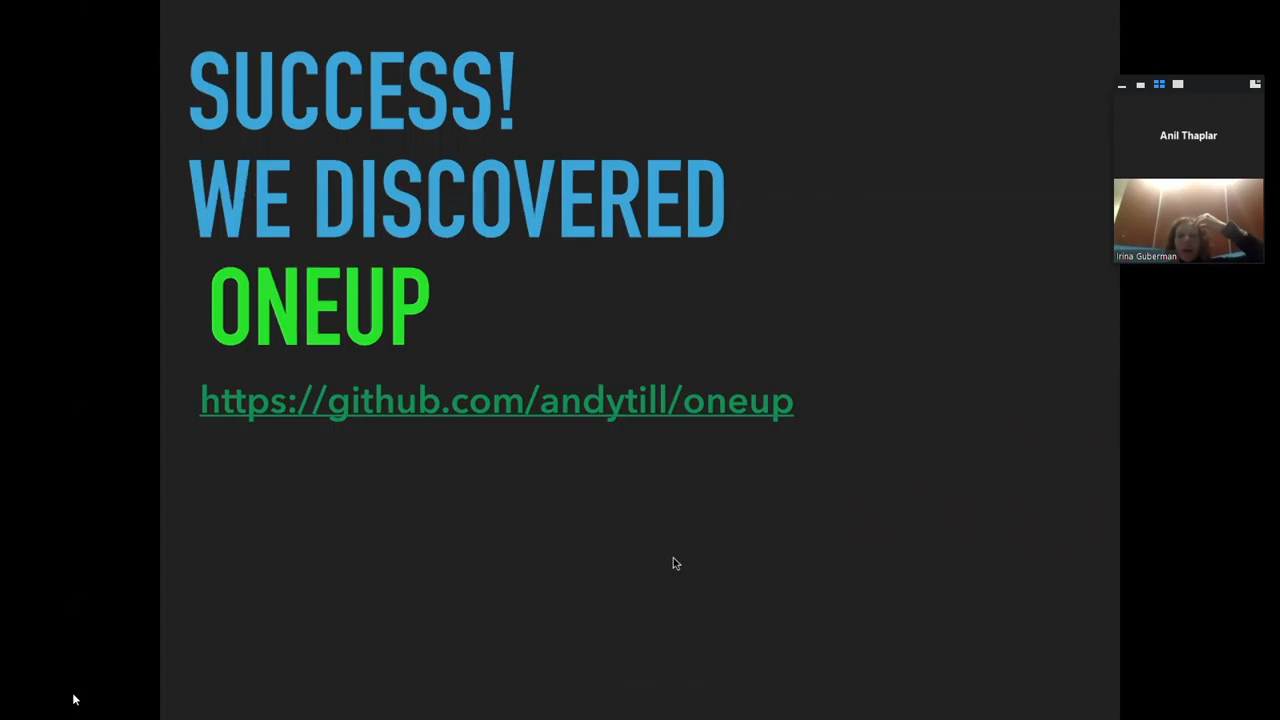 SUCCESS!
WE DISCOVERED
ONEUP
https://github.com/andytill/oneup
Anil Thaplar
Irina Guberman